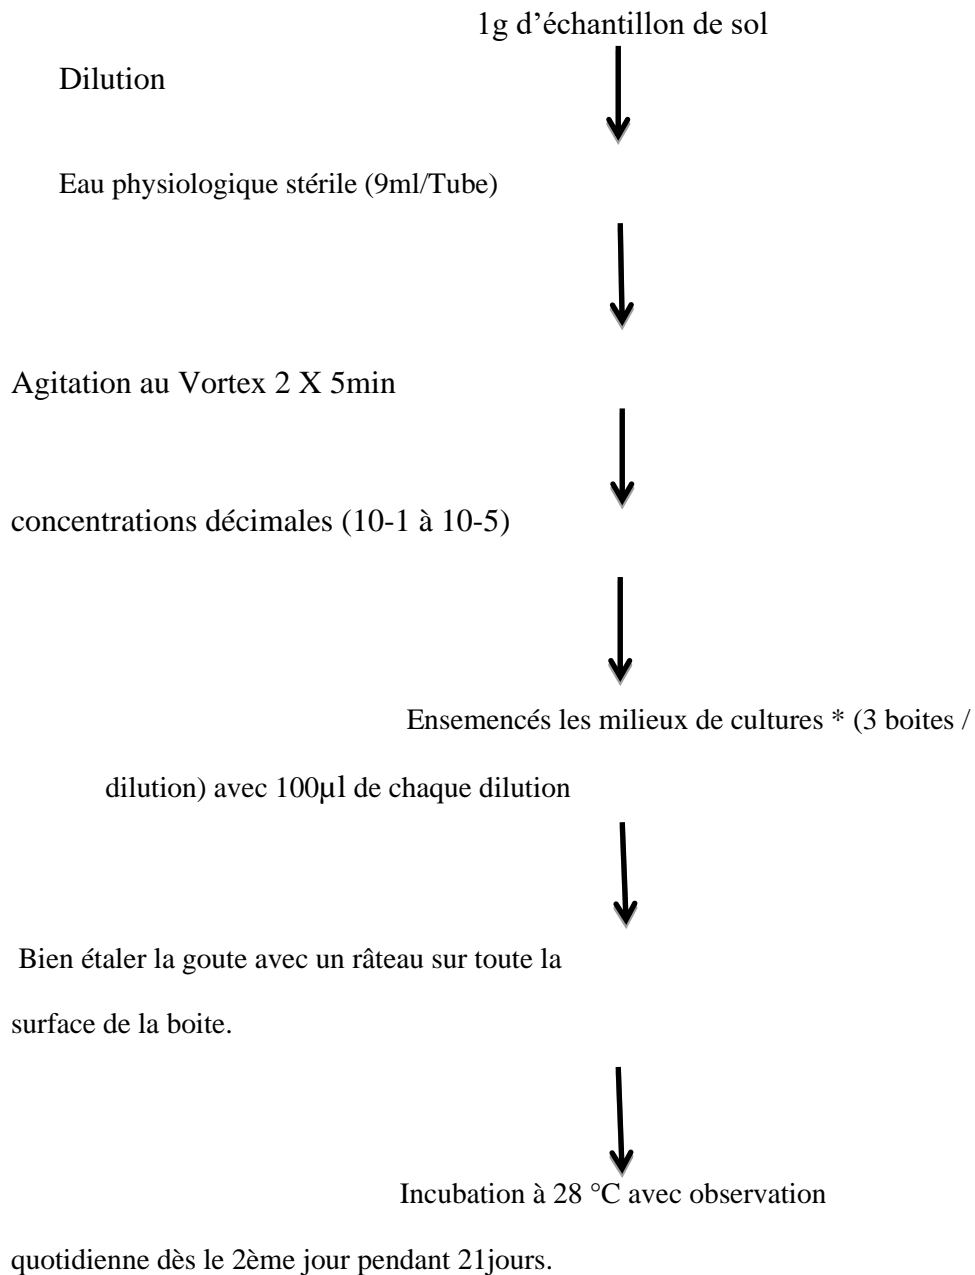 1g d’échantillon de sol
Dilution
Eau physiologique stérile (9ml/Tube)
Agitation au Vortex 2 X 5min
concentrations décimales (10-1 à 10-5)
Ensemencés les milieux de cultures * (3 boites /
dilution) avec 100µl de chaque dilution
Bien étaler la goute avec un râteau sur toute la
surface de la boite.
Incubation à 28 °C avec observation
quotidienne dès le 2ème jour pendant 21jours.